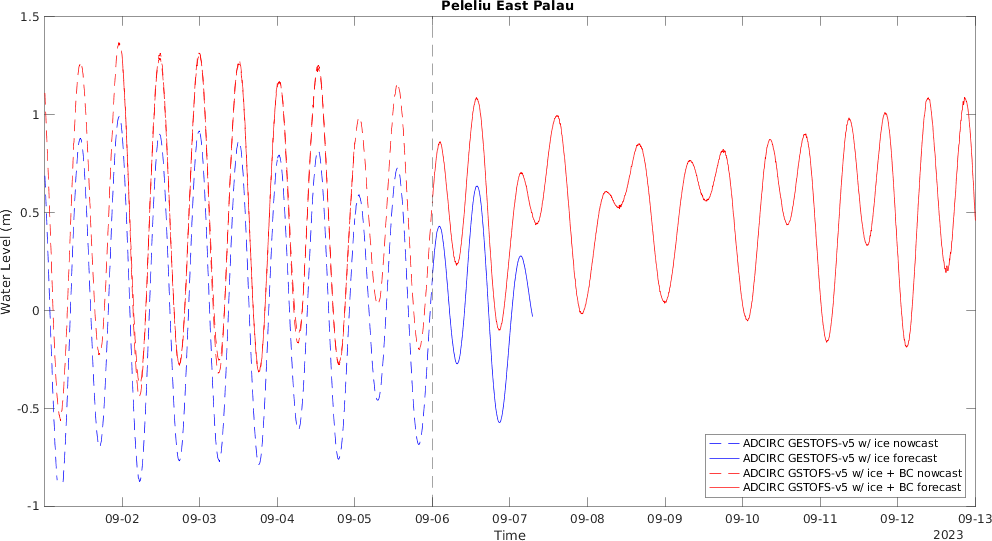 Peleliu East Palau
1.5
1
0.5
0
-0.5
-1
Water Level (m)
09-02
09-03
09-04
09-05
09-06
09-07
09-08
09-09
09-10
09-11
09-12
09-13
Time
2023
ADCIRC GESTOFS-v5 w/ ice nowcast
ADCIRC GESTOFS-v5 w/ ice forecast
ADCIRC GSTOFS-v5 w/ ice + BC nowcast
ADCIRC GSTOFS-v5 w/ ice + BC forecast